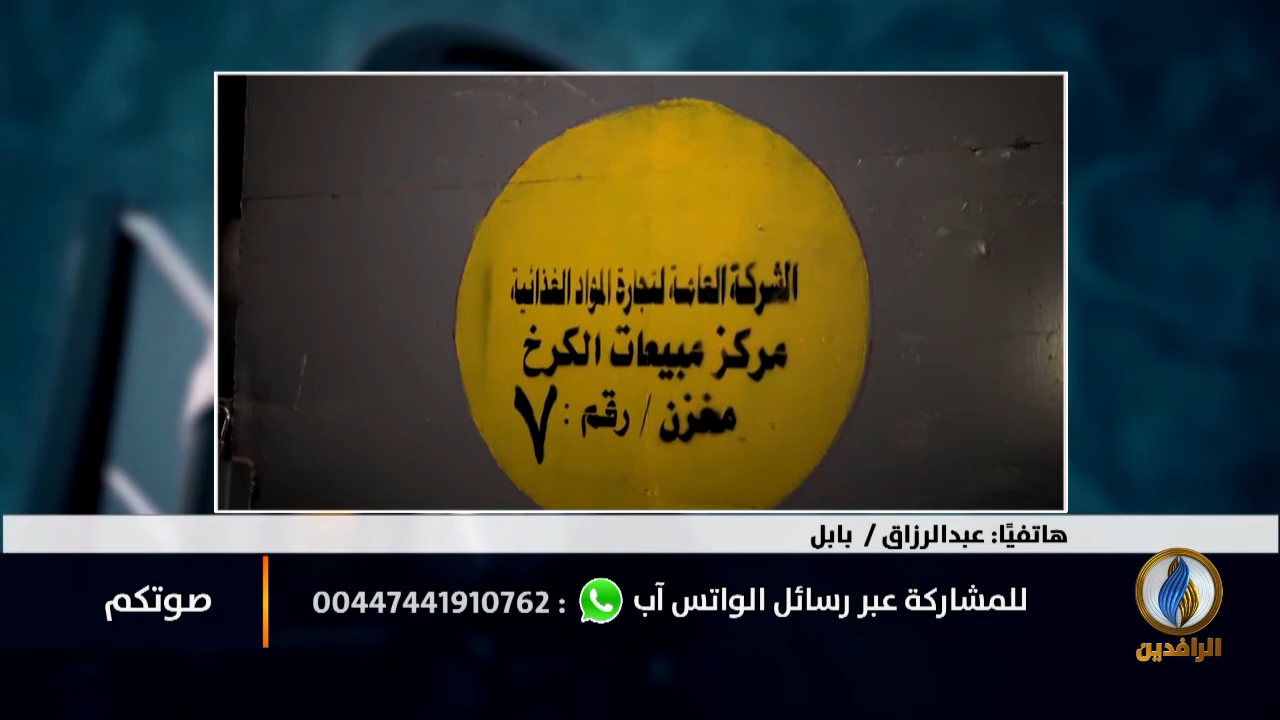 الشركة العامة لتجارة المواد الغذائية
مركز مبيعات الكرخ
مخزن / رقم : ٧
هاتفيًا: عبدالرزاق / بابل
للمشاركة عبر رسائل الواتس آب : 00447441910762
صوتكم
الرافدين